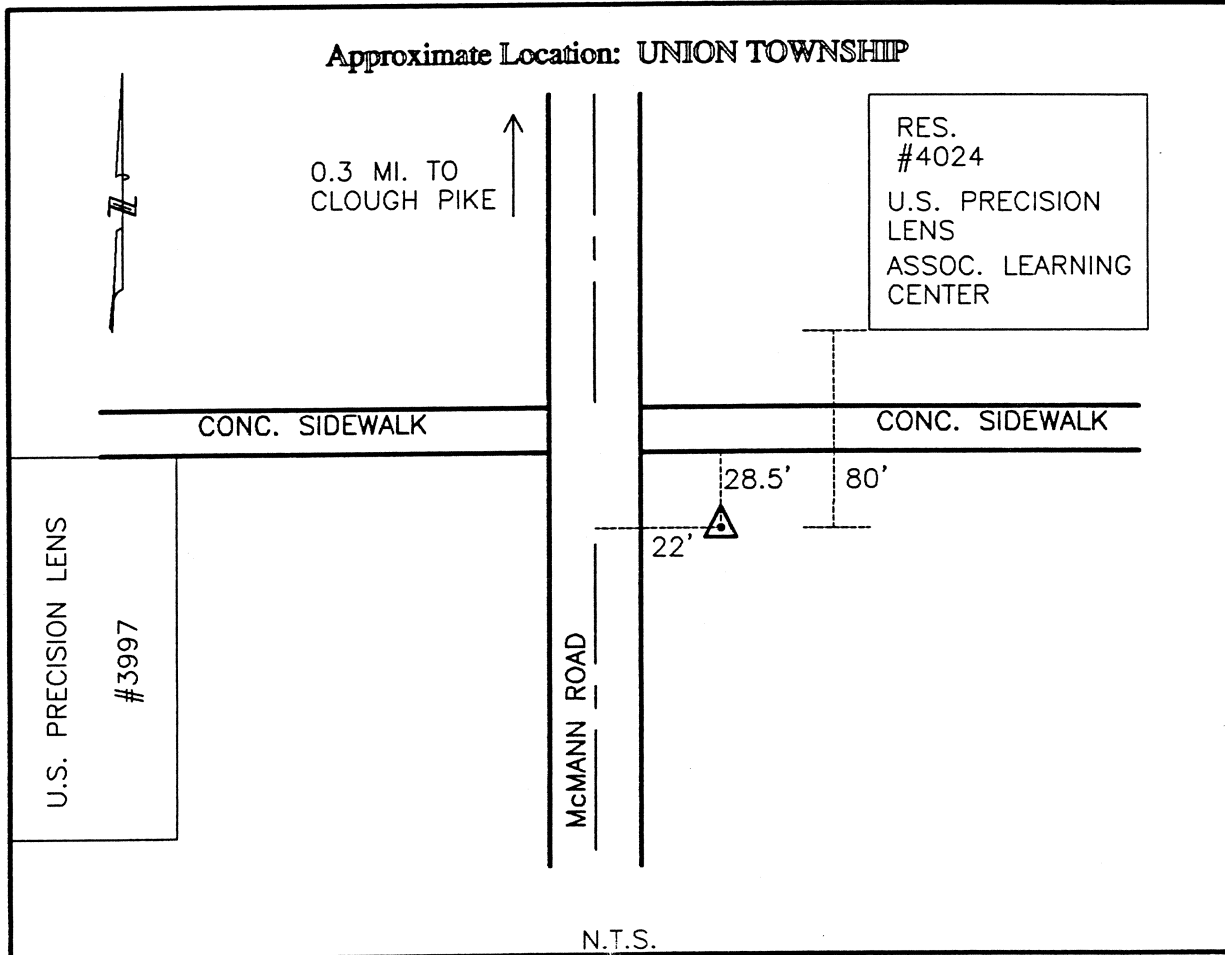 Approximate Location: UNION TOWNSHIP
N
0.3 MI. TO
CLOUGH PIKE
RES.
#4024
U.S. PRECISION
LENS
ASSOC. LEARNING
CENTER
CONC. SIDEWALK
CONC. SIDEWALK
28.5'
80'
22'
U.S. PRECISION LENS
#3997
McMANN ROAD
N.T.S.